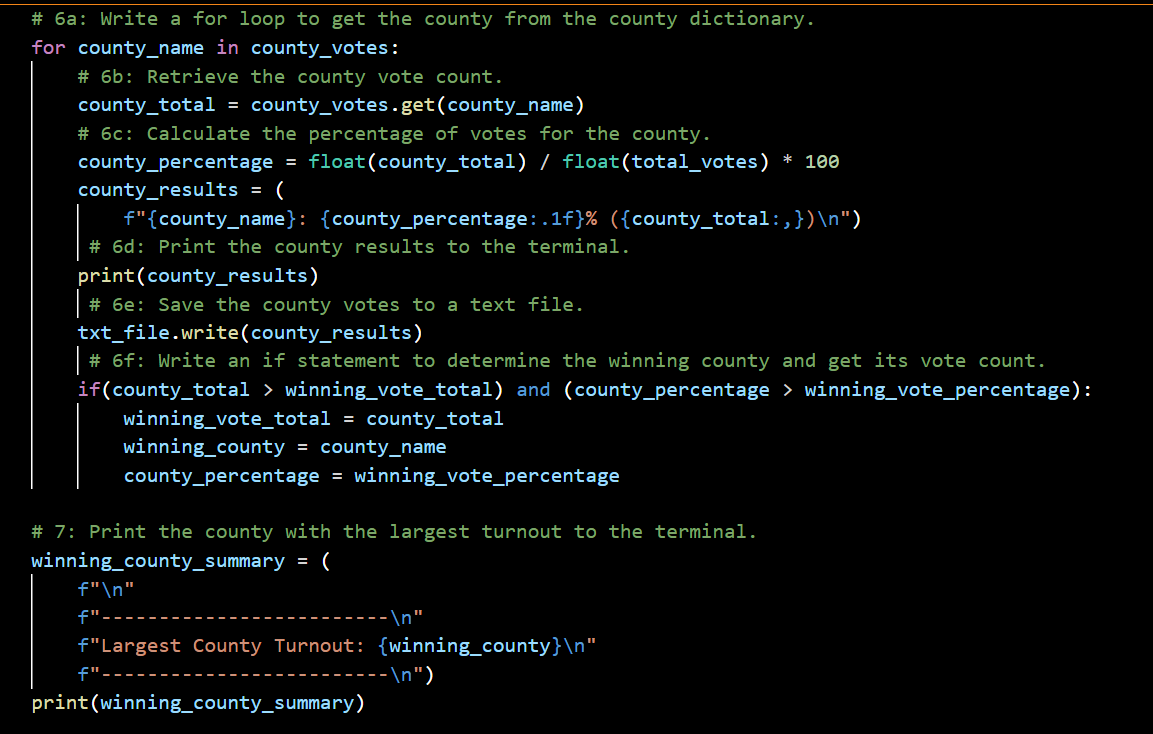 # 6a: Write a for loop to get the county from the county dictionary.
for county_name in county_votes:
    # 6b: Retrieve the county vote count.
    county_total = county_votes.get(county_name)
    # 6c: Calculate the percentage of votes for the county.
    county_percentage = float(county_total) / float(total_votes) * 100
    county_results = (
        f"{county_name}: {county_percentage:.1f}% ({county_total:,})\n")
     # 6d: Print the county results to the terminal.
    print(county_results)
     # 6e: Save the county votes to a text file.
    txt_file.write(county_results)
     # 6f: Write an if statement to determine the winning county and get its vote count.
    if(county_total > winning_vote_total) and (county_percentage > winning_vote_percentage):
        winning_vote_total = county_total
        winning_county = county_name
        county_percentage = winning_vote_percentage

# 7: Print the county with the largest turnout to the terminal.
winning_county_summary = (
    f"\n"
    f"-------------------------\n"
    f"Largest County Turnout: {winning_county}\n"
    f"-------------------------\n")
print(winning_county_summary)